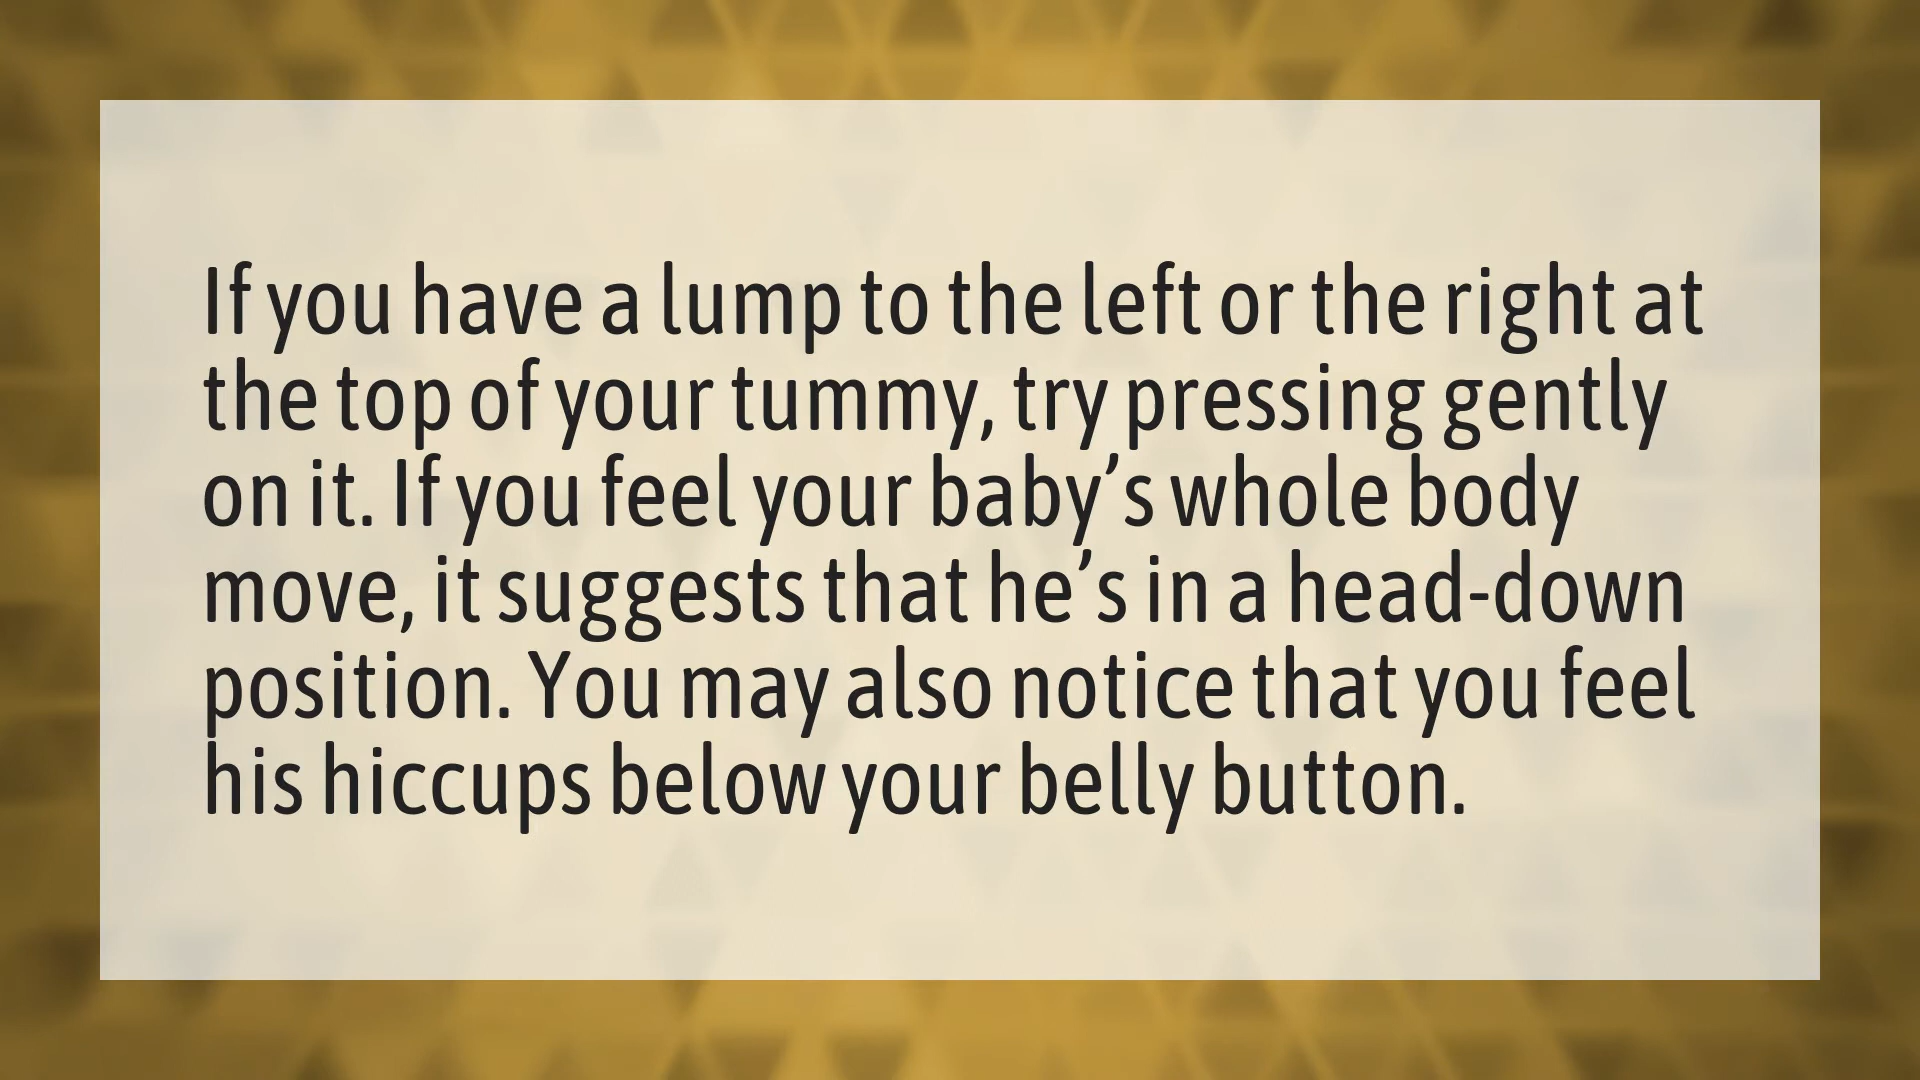 If you have a lump to the left or the right at
the top of your tummy, try pressing gently
on it. If you feel your baby’s whole body
move, it suggests that he’s in a head-down
position. You may also notice that you feel
his hiccups below your belly button.